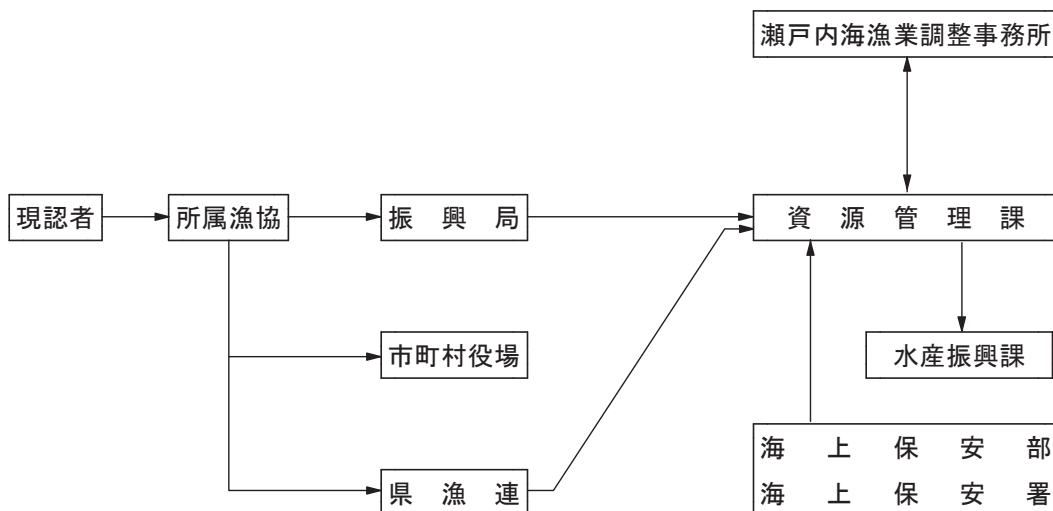 瀬戸内海漁業調整事務所
現認者
所属漁協
振興局
資源管理課
市町村役場
水産振興課
県漁連
海上保安部
海上保安署